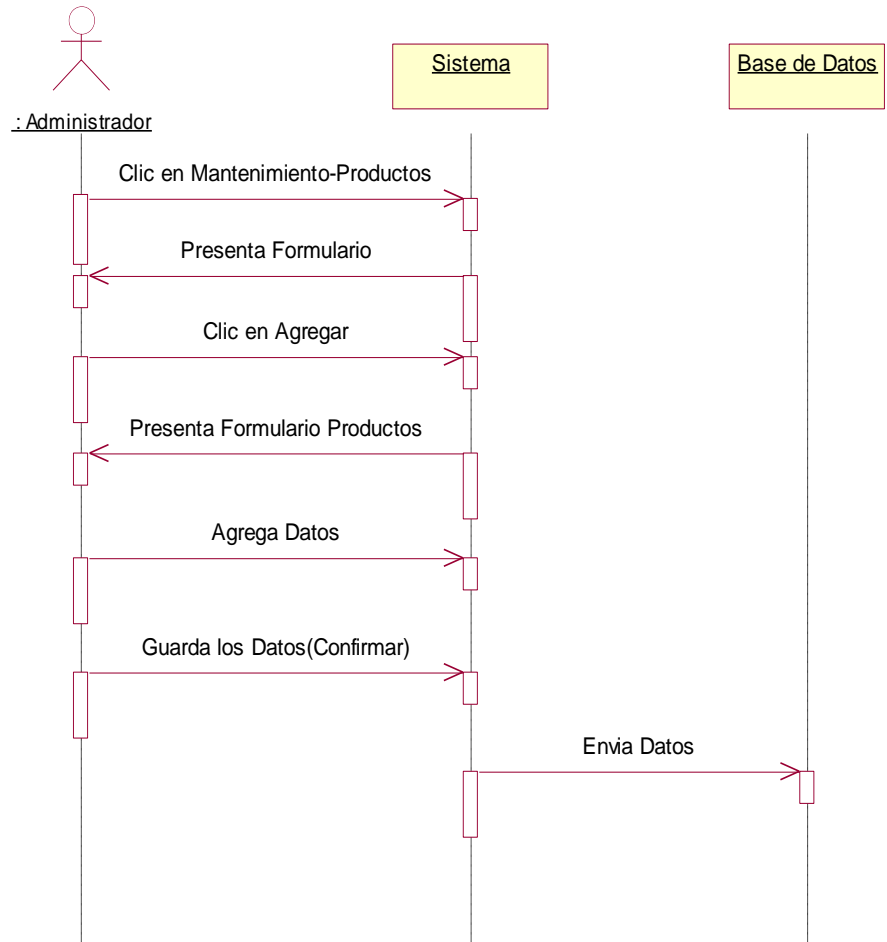 Sistema
Base de Datos
: Administrador
Clic en Mantenimiento-Productos
Presenta Formulario
Clic en Agregar
Presenta Formulario Productos
Agrega Datos
Guarda los Datos(Confirmar)
Envia Datos